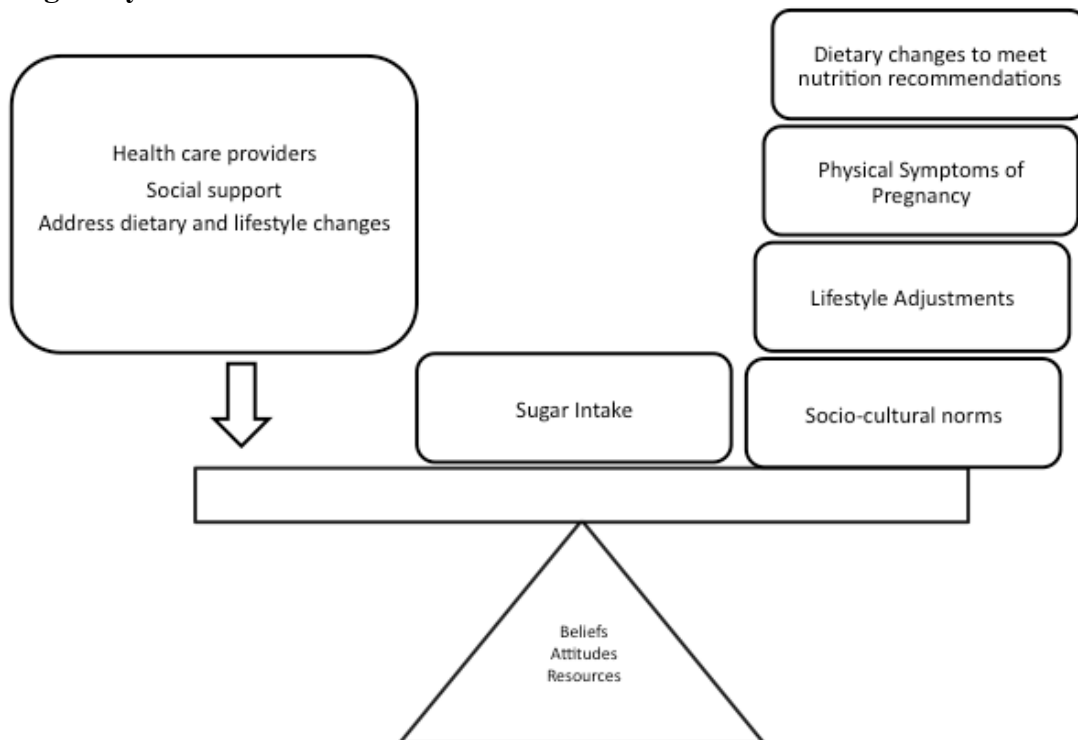 Health care providers
Social support
Address dietary and lifestyle changes
Dietary changes to meet
nutrition recommendations
Physical Symptoms of
Pregnancy
Lifestyle Adjustments
Sugar Intake
Socio-cultural norms
Beliefs
Attitudes
Resources